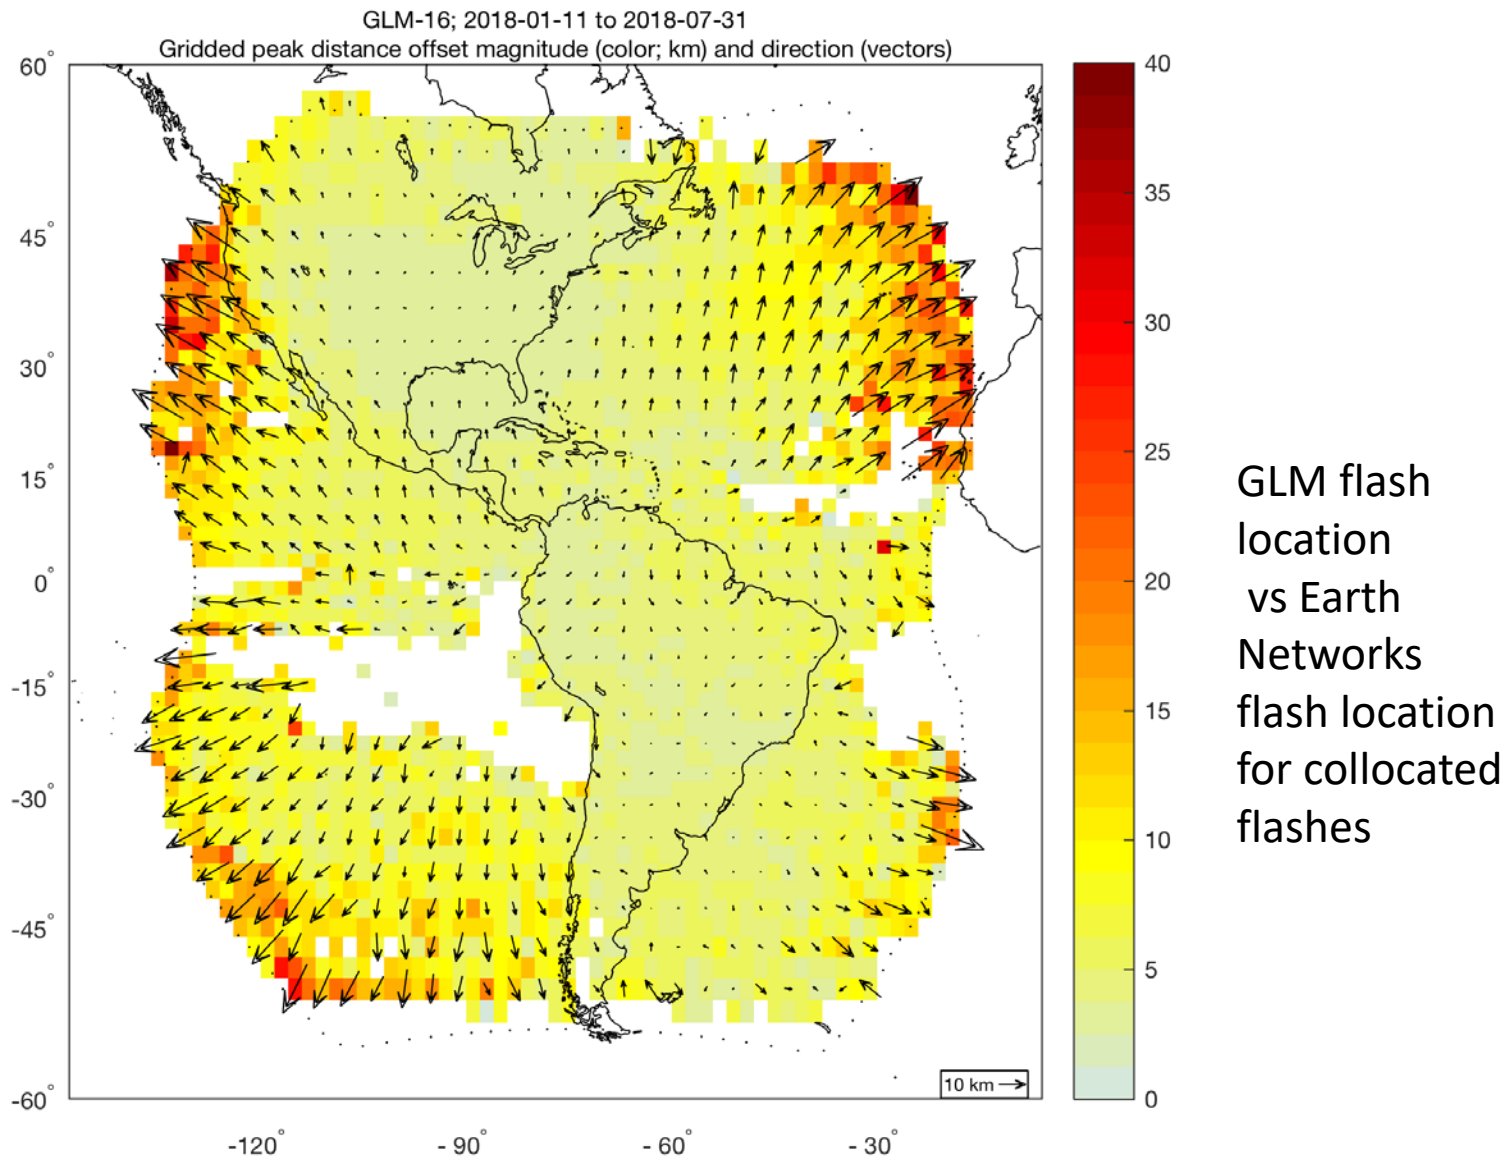 GLM-16; 2018-01-11 to 2018-07-31
Gridded peak distance offset magnitude (color; km) and direction (vectors)
60°
45°
30°
15°
0°
-15°
-30°
-45°
-60°
-120°
- 90°
- 60°
- 30°
10 km
40
35
30
25
20
15
10
5
0
GLM flash
location
vs Earth
Networks
flash location
for collocated
flashes